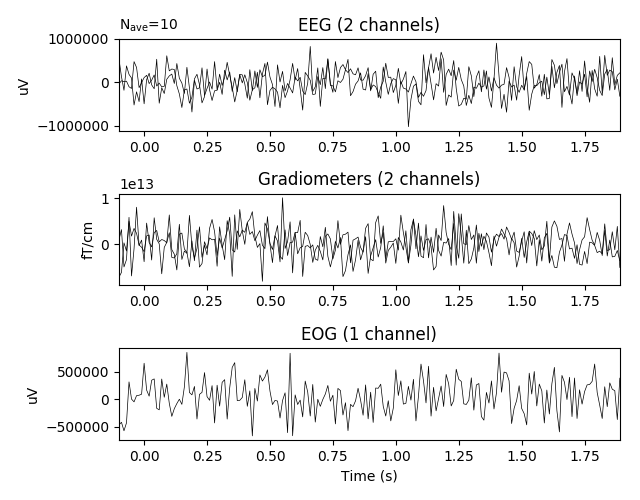 N_ave=10
EEG (2 channels)
1000000
0
−1000000
uV
0.00 0.25 0.50 0.75 1.00 1.25 1.50 1.75
1e13
Gradiometers (2 channels)
1
0
fT/cm
0.00 0.25 0.50 0.75 1.00 1.25 1.50 1.75
EOG (1 channel)
500000
0
−500000
uV
0.00 0.25 0.50 0.75 1.00 1.25 1.50 1.75
Time (s)